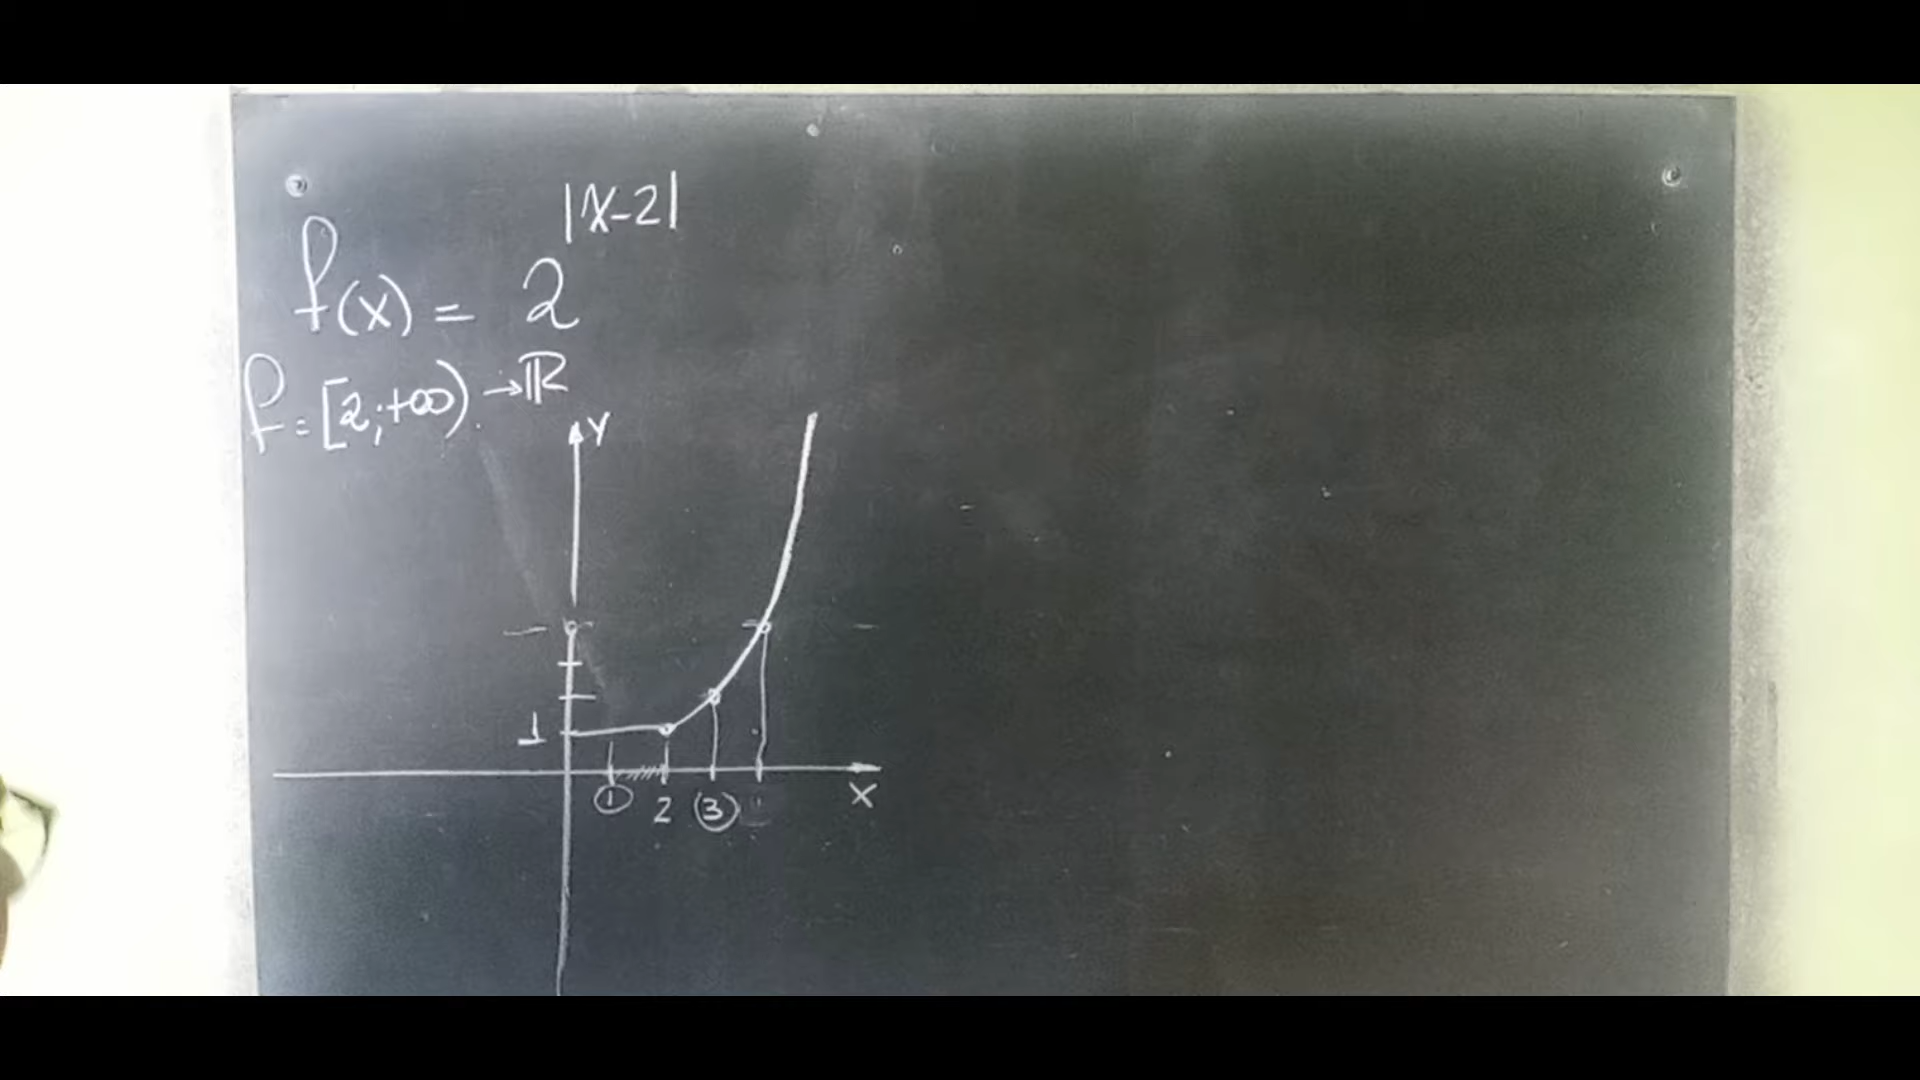 |x-2|
f(x) = 2
f = [2;+∞) → ℝ
Y
1
X
1 2 3